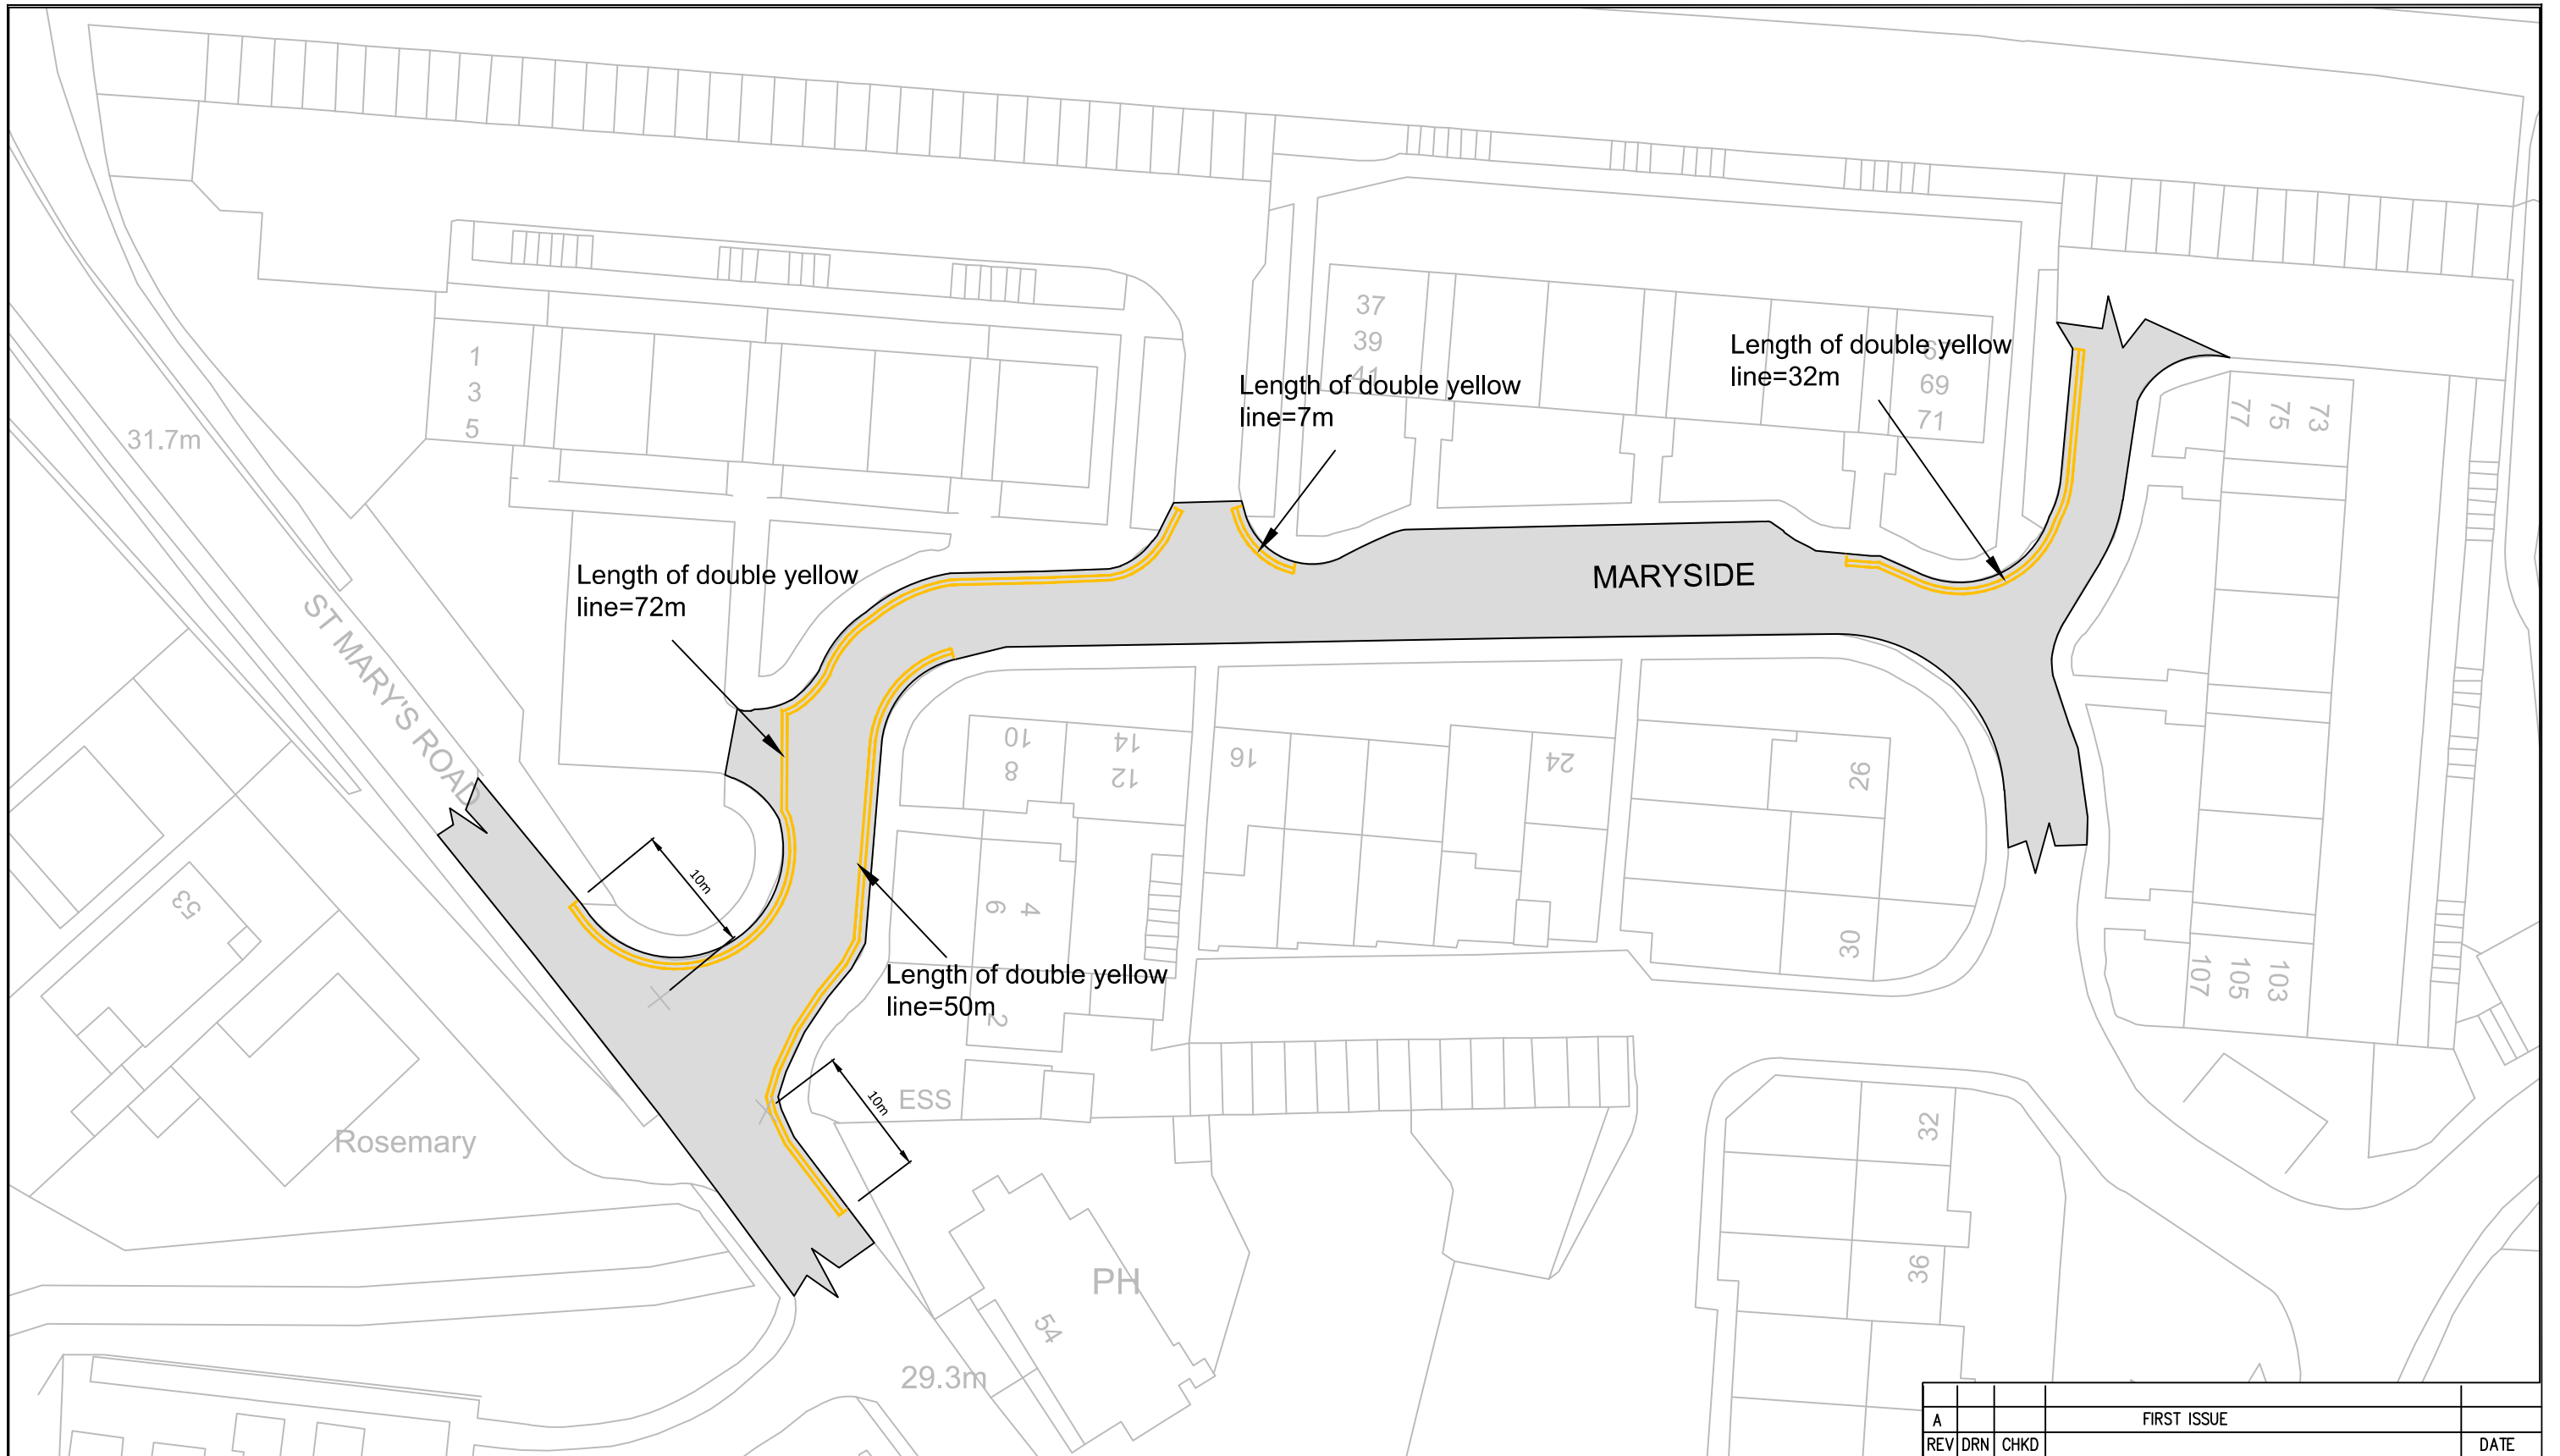 37
39
41
Length of double yellow
line=32m
67
69
71
1
3
5
Length of double yellow
line=7m
73
75
77
31.7m
Length of double yellow
line=72m
MARYSIDE
ST MARY'S ROAD
10
8
14
12
16
24
26
10m
53
6
4
30
107
105
103
Length of double yellow
line=50m
2
10m
ESS
Rosemary
32
36
PH
54
29.3m
A
FIRST ISSUE
REV DRN CHKD DATE